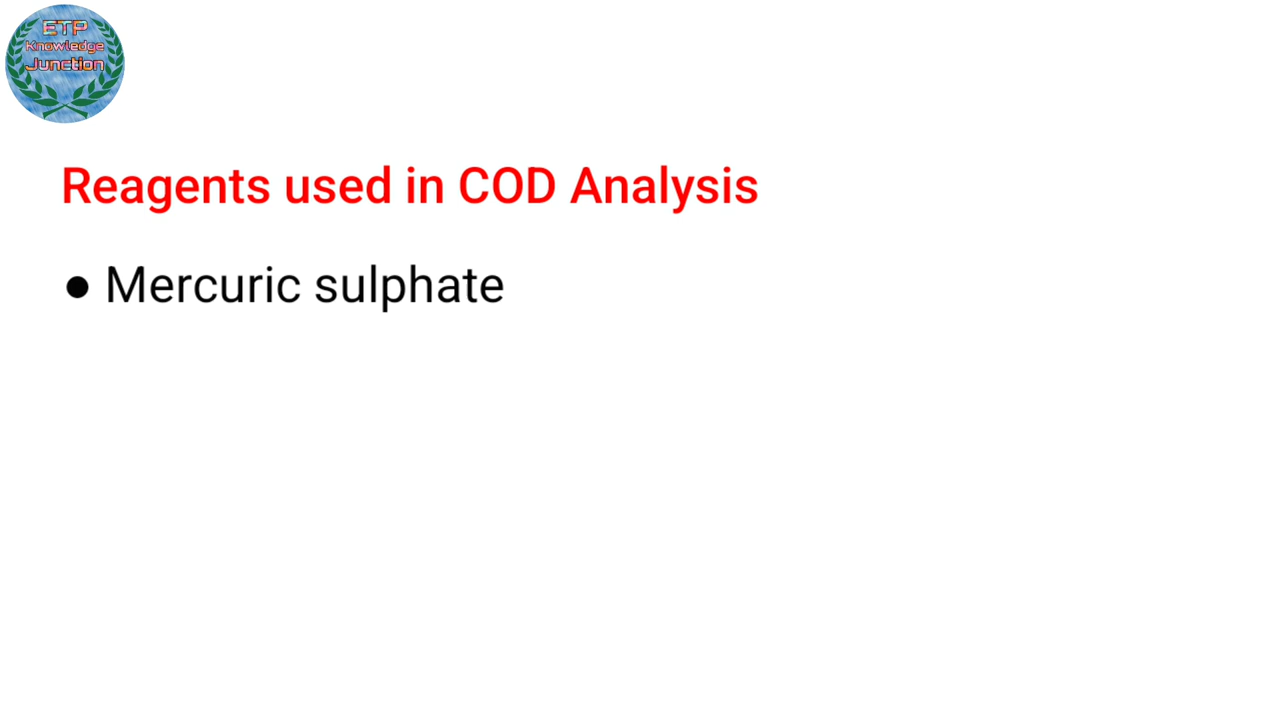 ETP
Knowledge
Junction
Reagents used in COD Analysis
● Mercuric sulphate